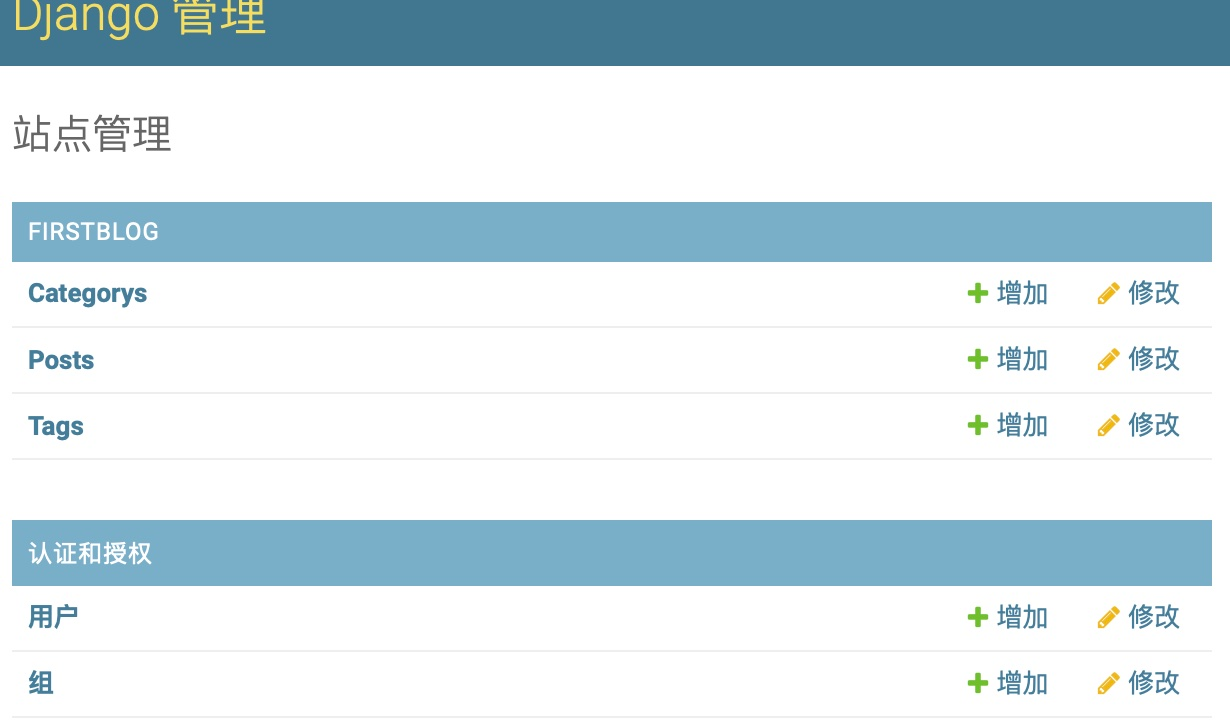 Django 管理
站点管理
FIRSTBLOG
Categorys 增加 修改
Posts 增加 修改
Tags 增加 修改
认证和授权
用户 增加 修改
组 增加 修改